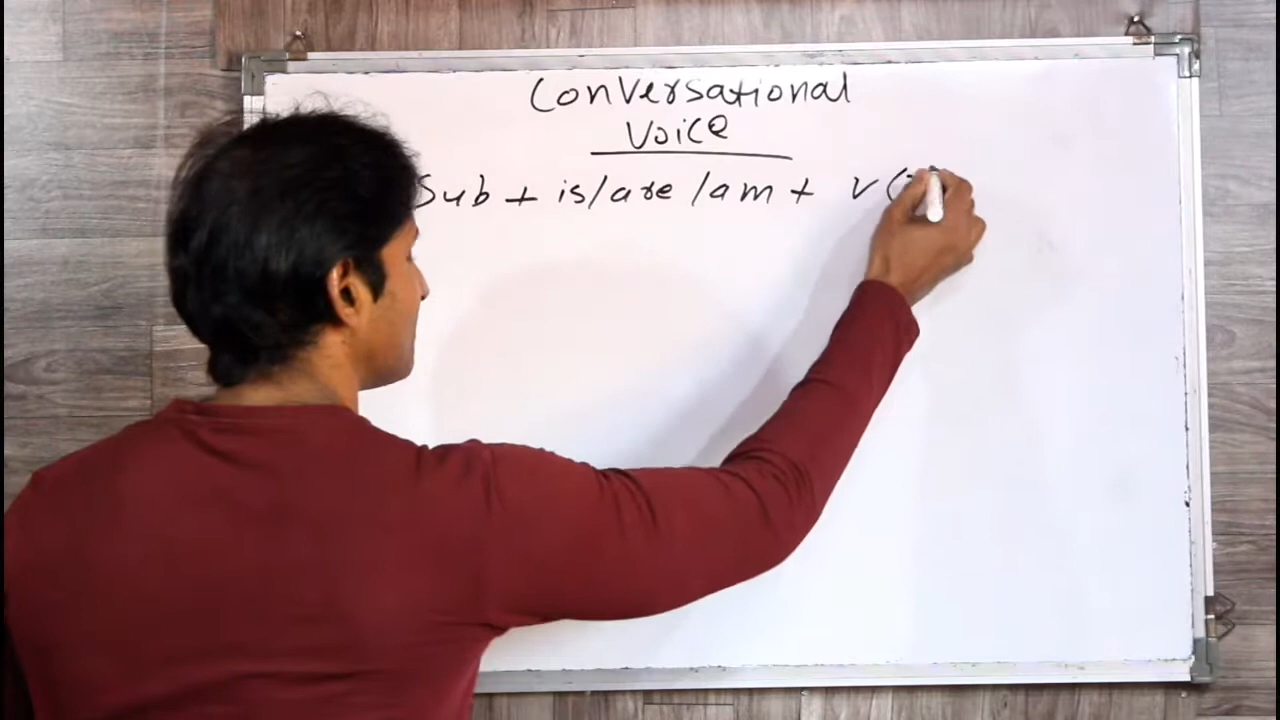 Conversational
Voice
Sub + is/are/am + V(